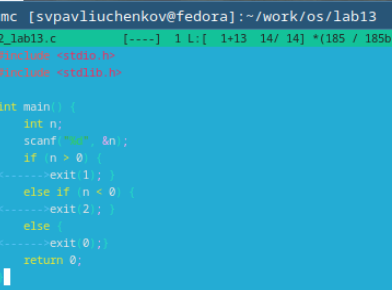 mc [svpavliuchenkov@fedora]:~/work/os/lab13
2_lab13.c [----] 1 L:[ 1+13 14/ 14] *(185 / 185b
#include <stdio.h>
#include <stdlib.h>
int main() {
int n;
scanf("%d", &n);
if (n > 0) {
<------>exit(1); }
else if (n < 0) {
<------>exit(2); }
else {
<------>exit(0);}
return 0;